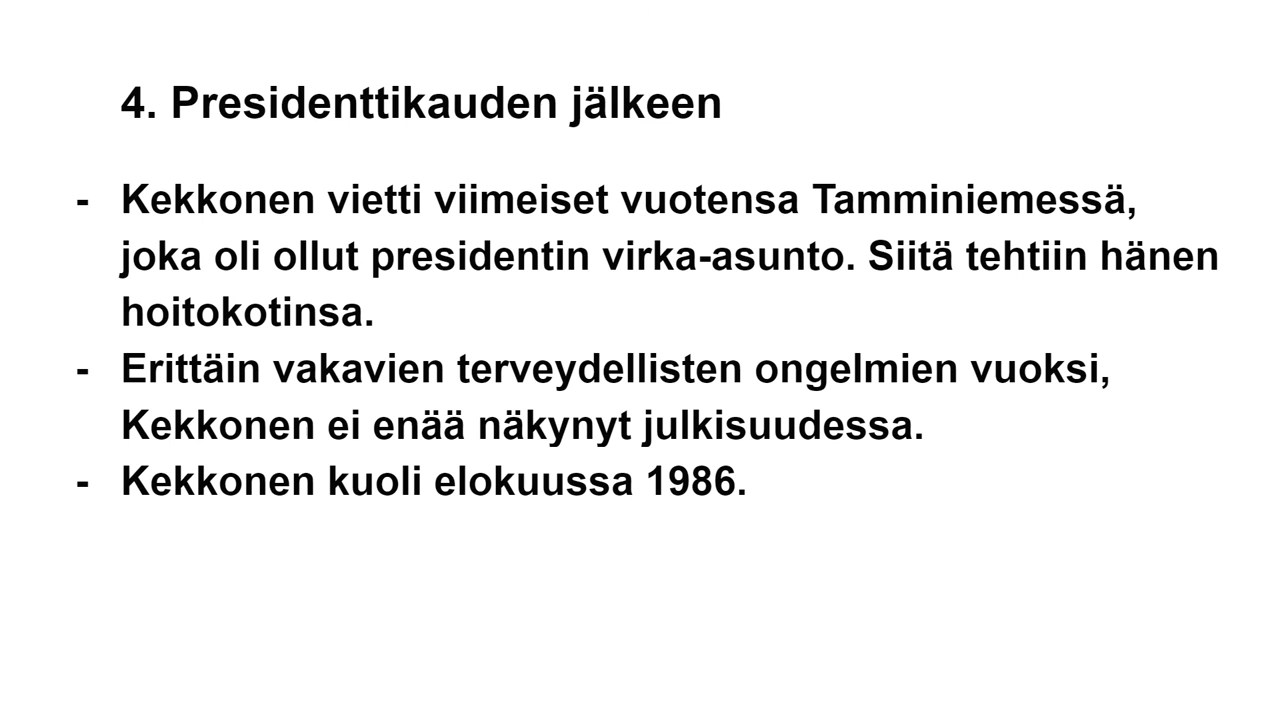 4. Presidenttikauden jälkeen
- Kekkonen vietti viimeiset vuotensa Tamminiemessä,
joka oli ollut presidentin virka-asunto. Siitä tehtiin hänen
hoitokotinsa.
- Erittäin vakavien terveydellisten ongelmien vuoksi,
Kekkonen ei enää näkynyt julkisuudessa.
- Kekkonen kuoli elokuussa 1986.